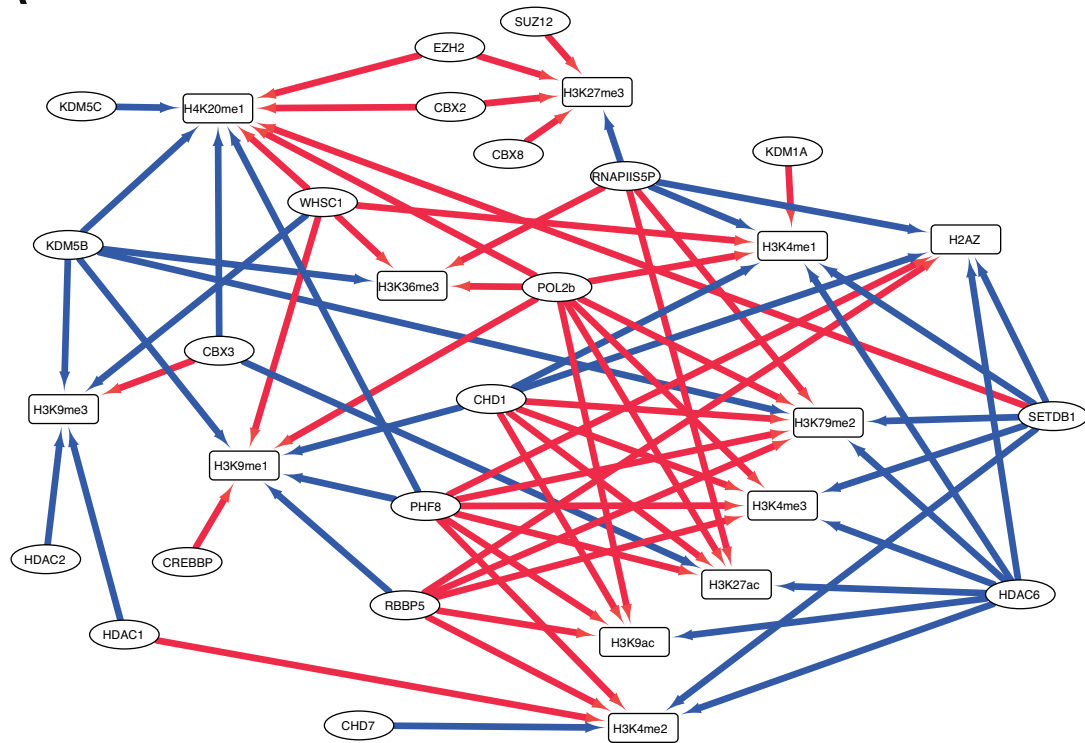 SUZ12
EZH2
H3K27me3
KDM5C
H4K20me1
CBX2
CBX8
KDM1A
RNAPIIS5P
WHSC1
KDM5B
H3K4me1
H2AZ
H3K36me3
POL2b
CBX3
H3K9me3
CHD1
H3K79me2
SETDB1
H3K9me1
PHF8
H3K4me3
HDAC2
CREBBP
H3K27ac
HDAC6
RBBP5
HDAC1
H3K9ac
CHD7
H3K4me2